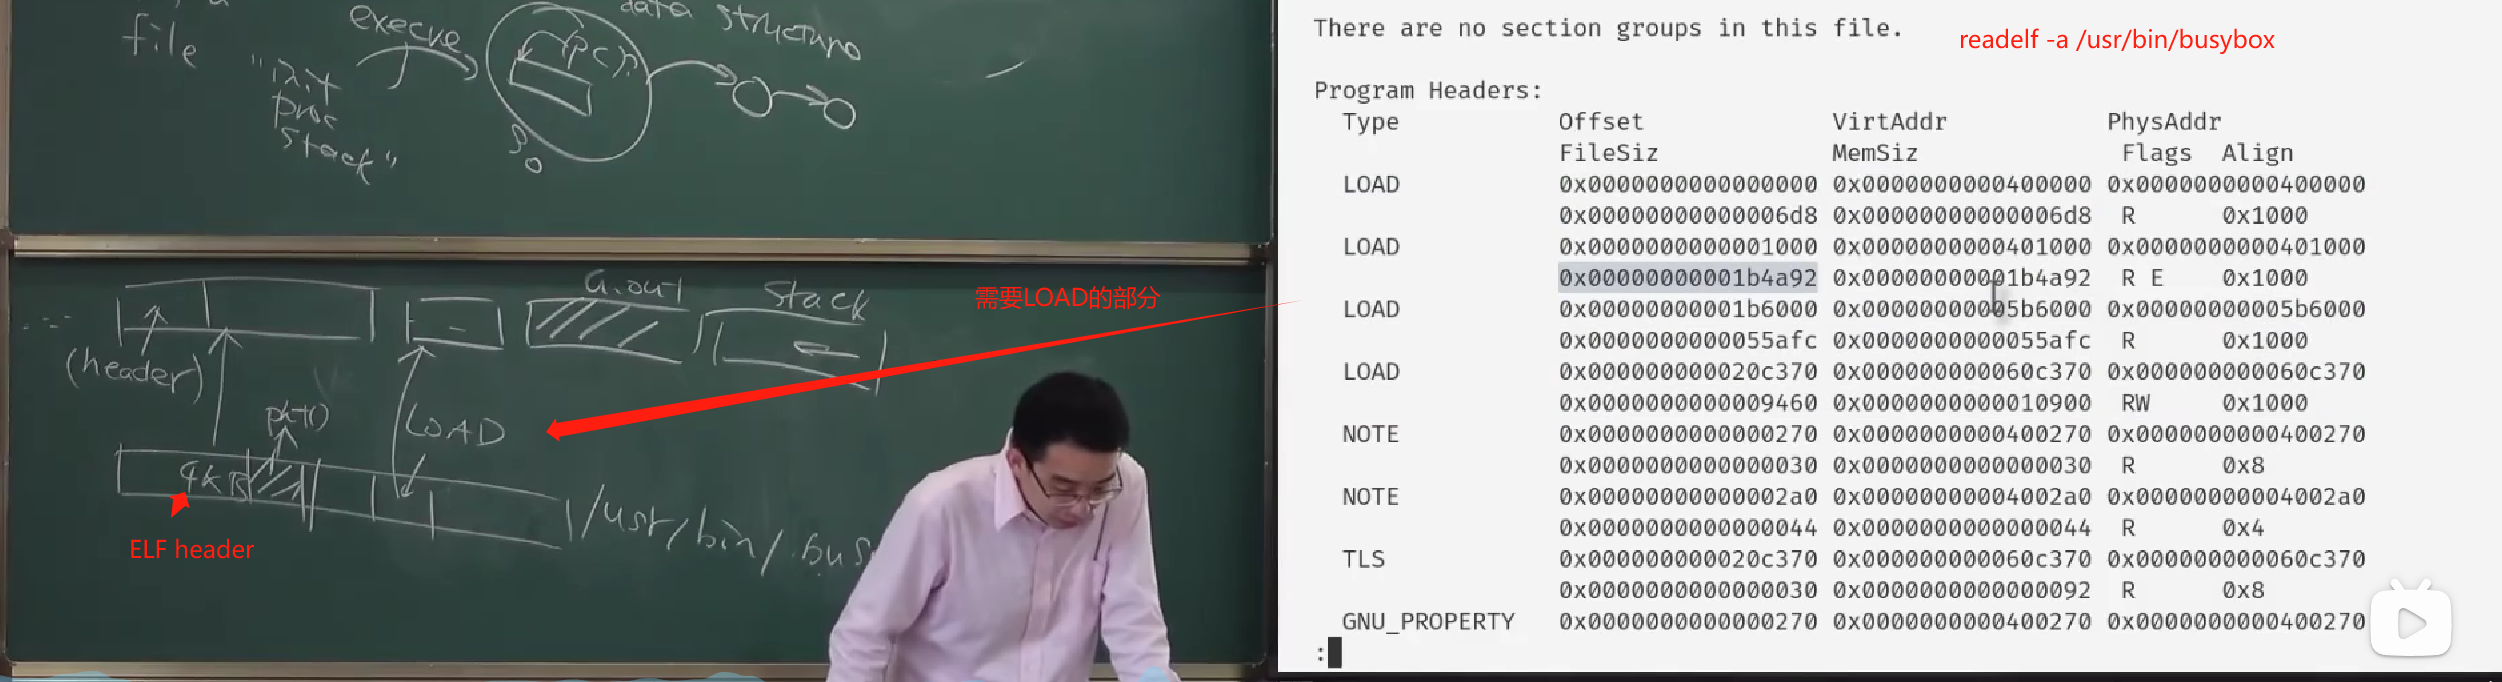 file
execve
data structure
(pc)
"init
proc
stack"
a.out
stack
(header)
LOAD
4KB
/usr/bin/bus
需要LOAD的部分
ELF header
There are no section groups in this file.
readelf -a /usr/bin/busybox
Program Headers:
Type Offset VirtAddr PhysAddr
FileSiz MemSiz Flags Align
LOAD 0x0000000000000000 0x0000000000400000 0x0000000000400000
0x00000000000006d8 0x00000000000006d8 R 0x1000
LOAD 0x0000000000001000 0x0000000000401000 0x0000000000401000
0x00000000001b4a92 0x00000000001b4a92 R E 0x1000
LOAD 0x00000000001b6000 0x00000000005b6000 0x00000000005b6000
0x0000000000055afc 0x0000000000055afc R 0x1000
LOAD 0x000000000020c370 0x000000000060c370 0x000000000060c370
0x0000000000009460 0x0000000000010900 RW 0x1000
NOTE 0x0000000000000270 0x0000000000400270 0x0000000000400270
0x0000000000000030 0x0000000000000030 R 0x8
NOTE 0x00000000000002a0 0x00000000004002a0 0x00000000004002a0
0x0000000000000044 0x0000000000000044 R 0x4
TLS 0x000000000020c370 0x000000000060c370 0x000000000060c370
0x0000000000000030 0x0000000000000092 R 0x8
GNU_PROPERTY 0x0000000000000270 0x0000000000400270 0x0000000000400270
: